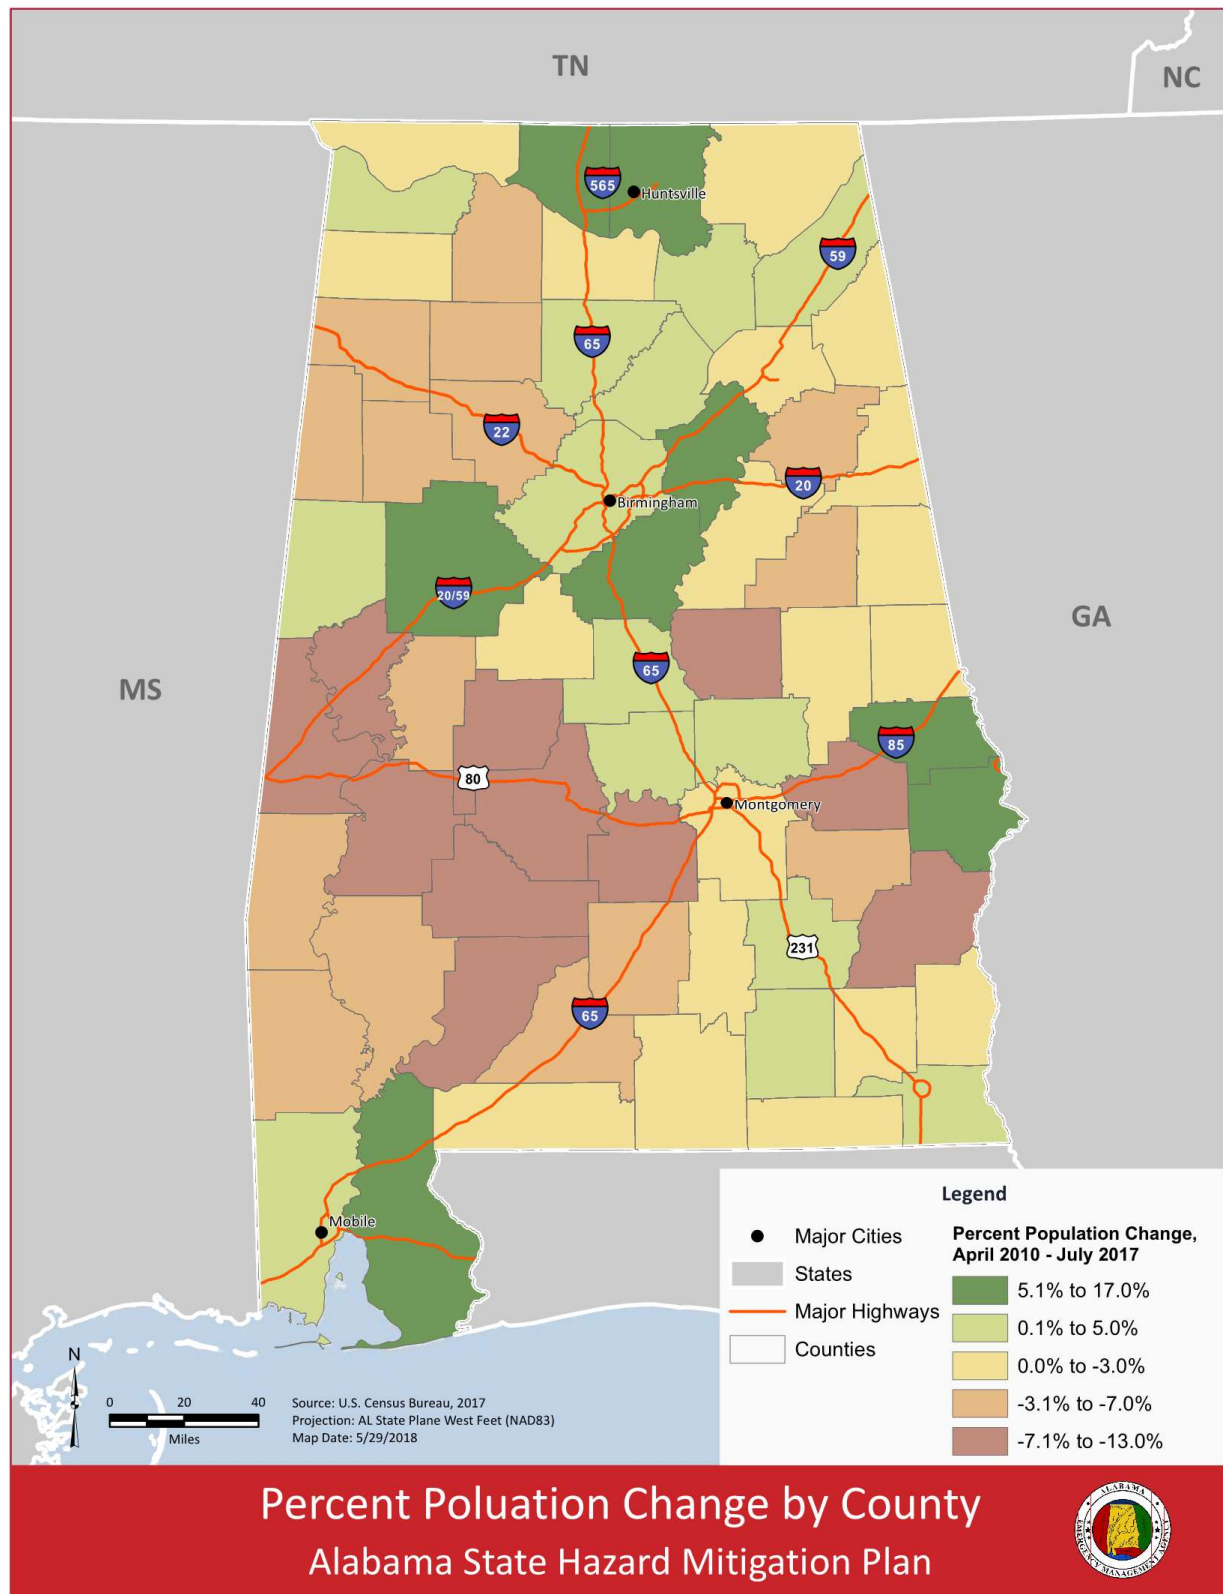 TN
NC
565
Huntsville
59
65
22
20
Birmingham
20/59
GA
65
MS
85
80
Montgomery
231
65
Mobile
Legend
Major Cities
States
Major Highways
Counties
Percent Population Change,
April 2010 - July 2017
5.1% to 17.0%
0.1% to 5.0%
0.0% to -3.0%
-3.1% to -7.0%
-7.1% to -13.0%
N
0 20 40
Miles
Source: U.S. Census Bureau, 2017
Projection: AL State Plane West Feet (NAD83)
Map Date: 5/29/2018
Percent Poluation Change by County
Alabama State Hazard Mitigation Plan
ALABAMA
EMERGENCY MANAGEMENT AGENCY